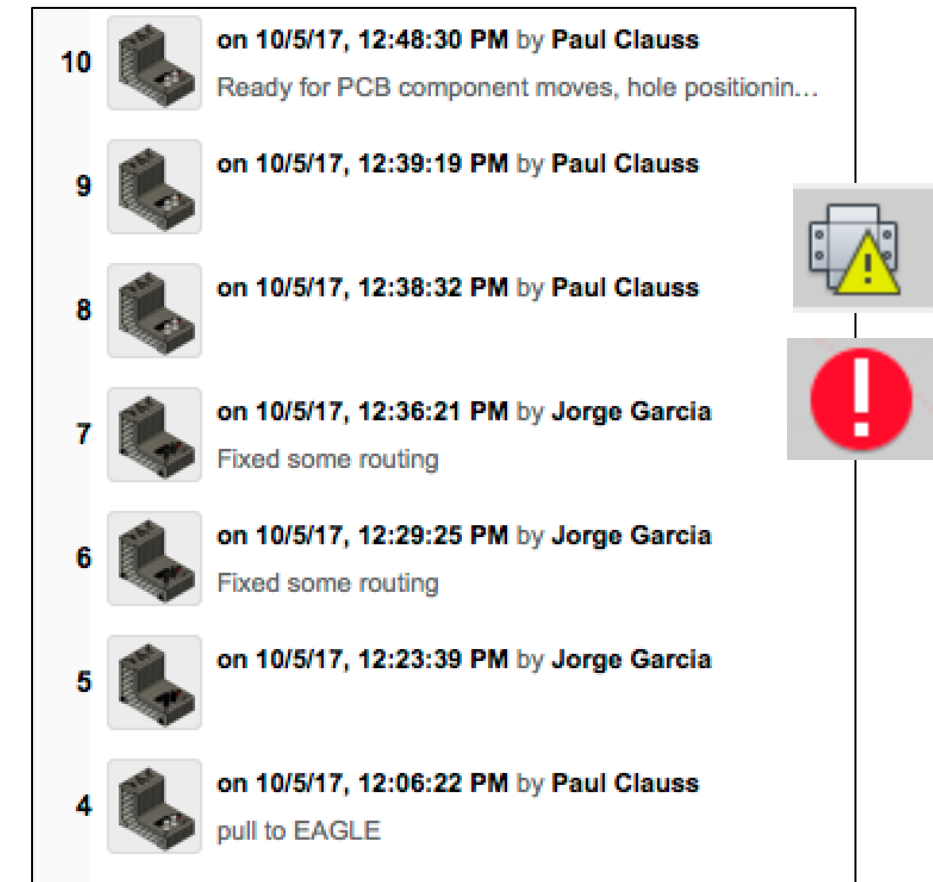 10
on 10/5/17, 12:48:30 PM by Paul Clauss
Ready for PCB component moves, hole positionin...
9
on 10/5/17, 12:39:19 PM by Paul Clauss
8
on 10/5/17, 12:38:32 PM by Paul Clauss
7
on 10/5/17, 12:36:21 PM by Jorge Garcia
Fixed some routing
6
on 10/5/17, 12:29:25 PM by Jorge Garcia
Fixed some routing
5
on 10/5/17, 12:23:39 PM by Jorge Garcia
4
on 10/5/17, 12:06:22 PM by Paul Clauss
pull to EAGLE